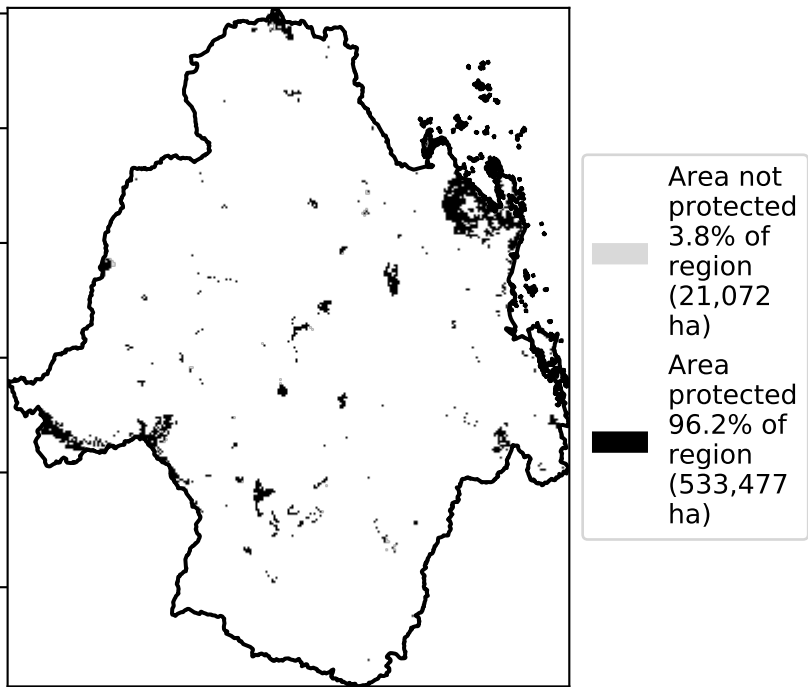 Area not
protected
3.8% of
region
(21,072
ha)
Area
protected
96.2% of
region
(533,477
ha)